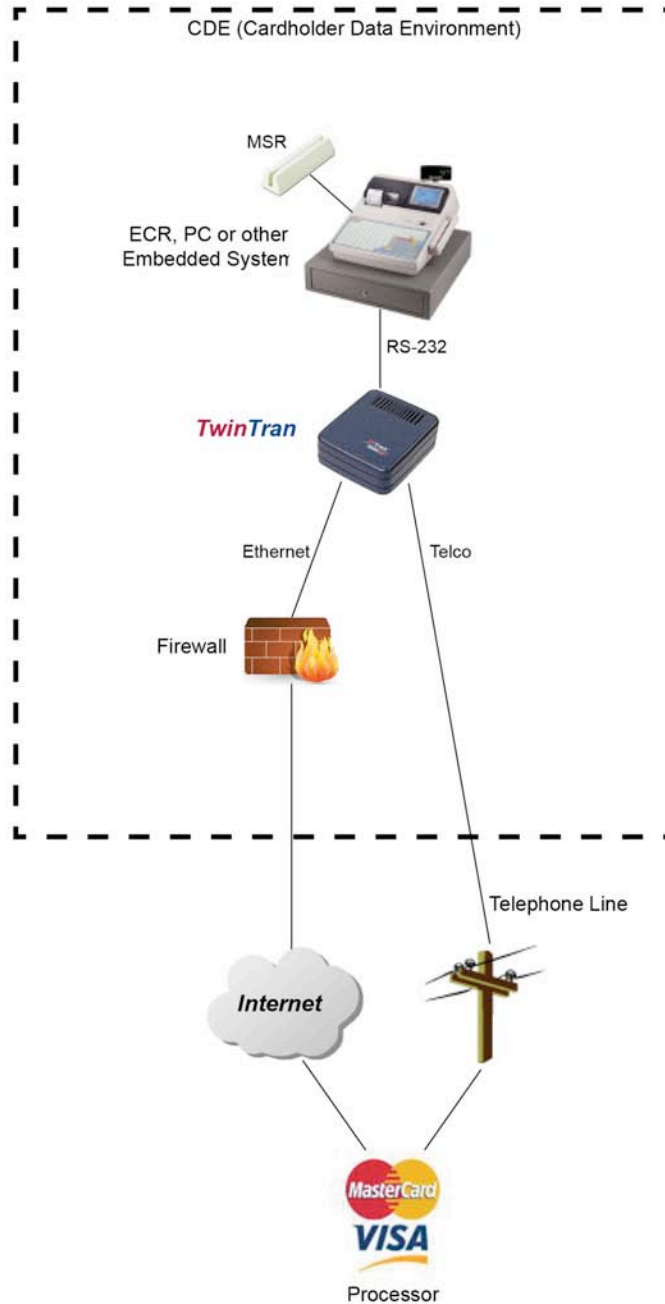 CDE (Cardholder Data Environment)
MSR
ECR, PC or other
Embedded System
RS-232
TwinTran
Ethernet
Telco
Firewall
Telephone Line
Internet
MasterCard
VISA
Processor